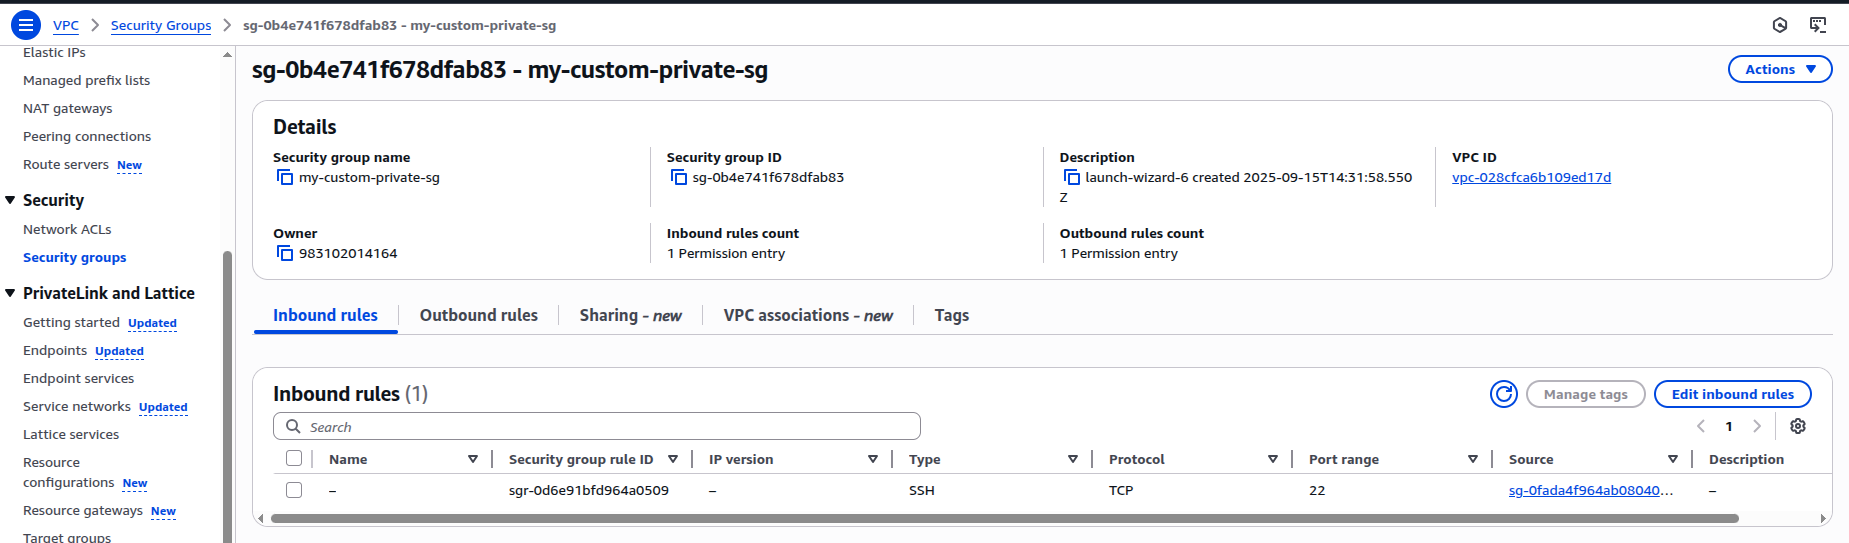 VPC > Security Groups > sg-0b4e741f678dfab83 - my-custom-private-sg
Elastic IPs
Managed prefix lists
NAT gateways
Peering connections
Route servers New
Security
Network ACLs
Security groups
PrivateLink and Lattice
Getting started Updated
Endpoints Updated
Endpoint services
Service networks Updated
Lattice services
Resource
configurations New
Resource gateways New
Target groups
sg-0b4e741f678dfab83 - my-custom-private-sg
Actions
Details
Security group name
my-custom-private-sg
Security group ID
sg-0b4e741f678dfab83
Description
launch-wizard-6 created 2025-09-15T14:31:58.550
Z
VPC ID
vpc-028cfca6b109ed17d
Owner
983102014164
Inbound rules count
1 Permission entry
Outbound rules count
1 Permission entry
Inbound rules Outbound rules Sharing - new VPC associations - new Tags
Inbound rules (1)
Manage tags
Edit inbound rules
Search
1
Name Security group rule ID IP version Type Protocol Port range Source Description
– sgr-0d6e91bfd964a0509 – SSH TCP 22 sg-0fada4f964ab08040... –